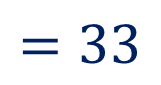 = 33